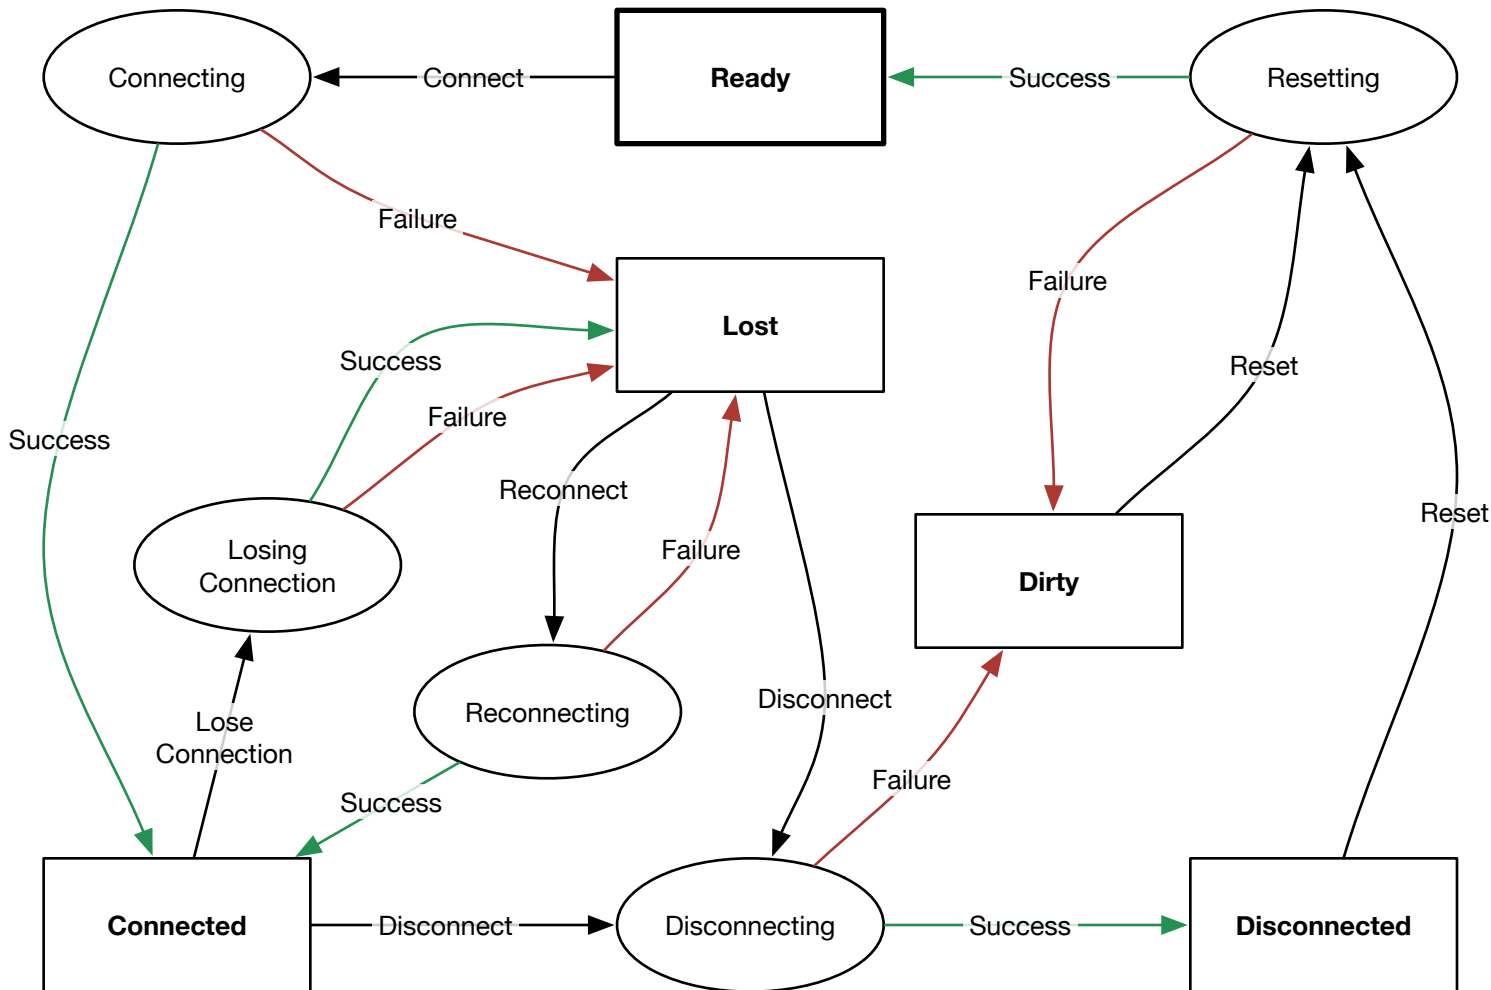 Connecting
Connect
Ready
Success
Resetting
Failure
Failure
Lost
Success
Reset
Failure
Success
Reconnect
Reset
Failure
Losing
Connection
Dirty
Disconnect
Reconnecting
Lose
Connection
Failure
Success
Connected
Disconnect
Disconnecting
Success
Disconnected